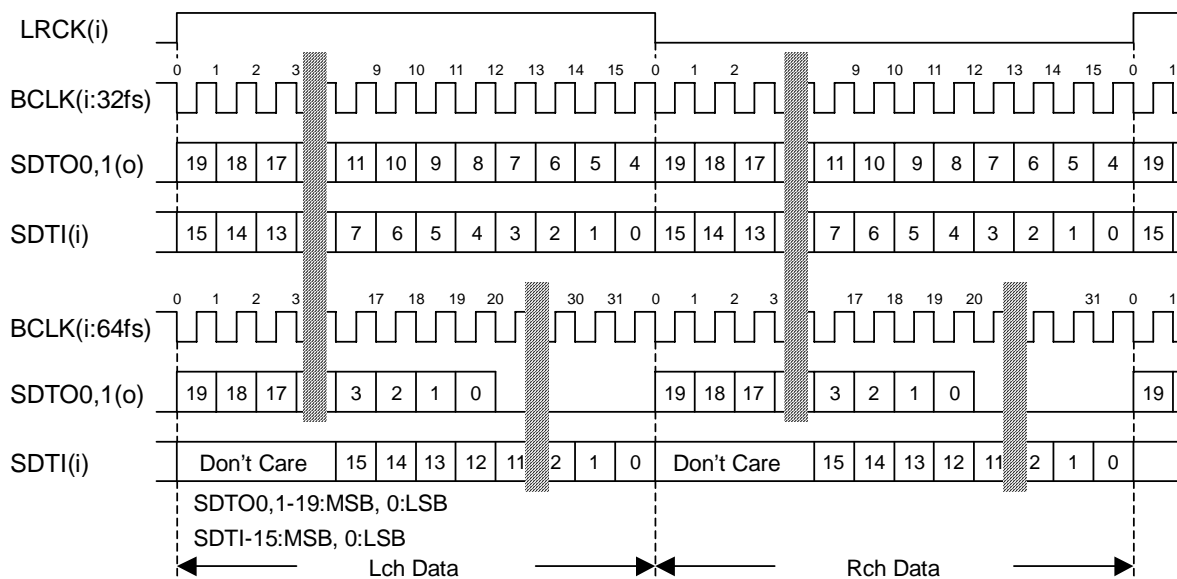 LRCK(i)
0 1 2 3 9 10 11 12 13 14 15 0 1 2 9 10 11 12 13 14 15 0 1
BCLK(i:32fs)
SDTO0,1(o) 19 18 17 11 10 9 8 7 6 5 4 19 18 17 11 10 9 8 7 6 5 4 19
SDTI(i) 15 14 13 7 6 5 4 3 2 1 0 15 14 13 7 6 5 4 3 2 1 0 15
0 1 2 3 17 18 19 20 30 31 0 1 2 3 17 18 19 20 31 0 1
BCLK(i:64fs)
SDTO0,1(o) 19 18 17 3 2 1 0 19 18 17 3 2 1 0 19
SDTI(i) Don't Care 15 14 13 12 11 2 1 0 Don't Care 15 14 13 12 11 2 1 0
SDTO0,1-19:MSB, 0:LSB
SDTI-15:MSB, 0:LSB
Lch Data Rch Data